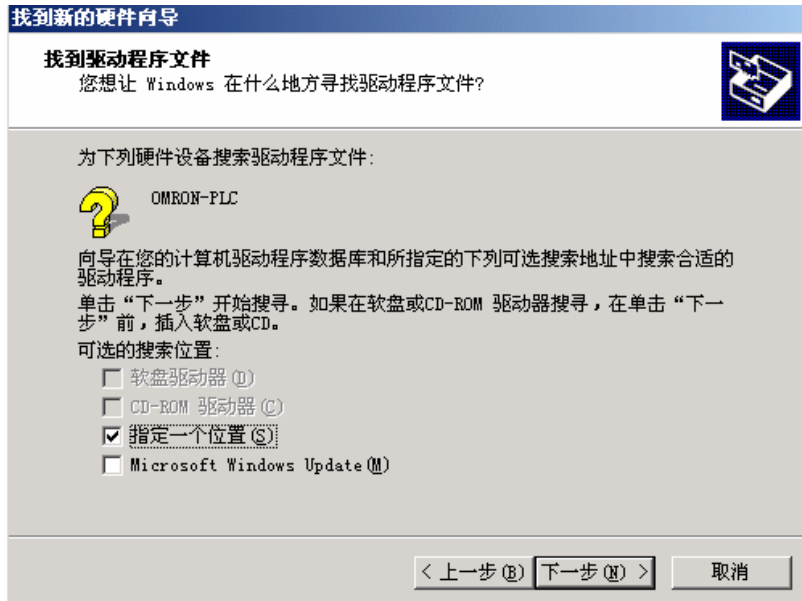 找到新的硬件向导
找到驱动程序文件
您想让 Windows 在什么地方寻找驱动程序文件?
为下列硬件设备搜索驱动程序文件:
OMRON-PLC
向导在您的计算机驱动程序数据库和所指定的下列可选搜索地址中搜索合适的
驱动程序。
单击“下一步”开始搜寻。如果在软盘或CD-ROM 驱动器搜寻，在单击“下一
步”前，插入软盘或CD。
可选的搜索位置:
软盘驱动器(D)
CD-ROM 驱动器(C)
指定一个位置(S)
Microsoft Windows Update(M)
< 上一步(B) 下一步(N) > 取消